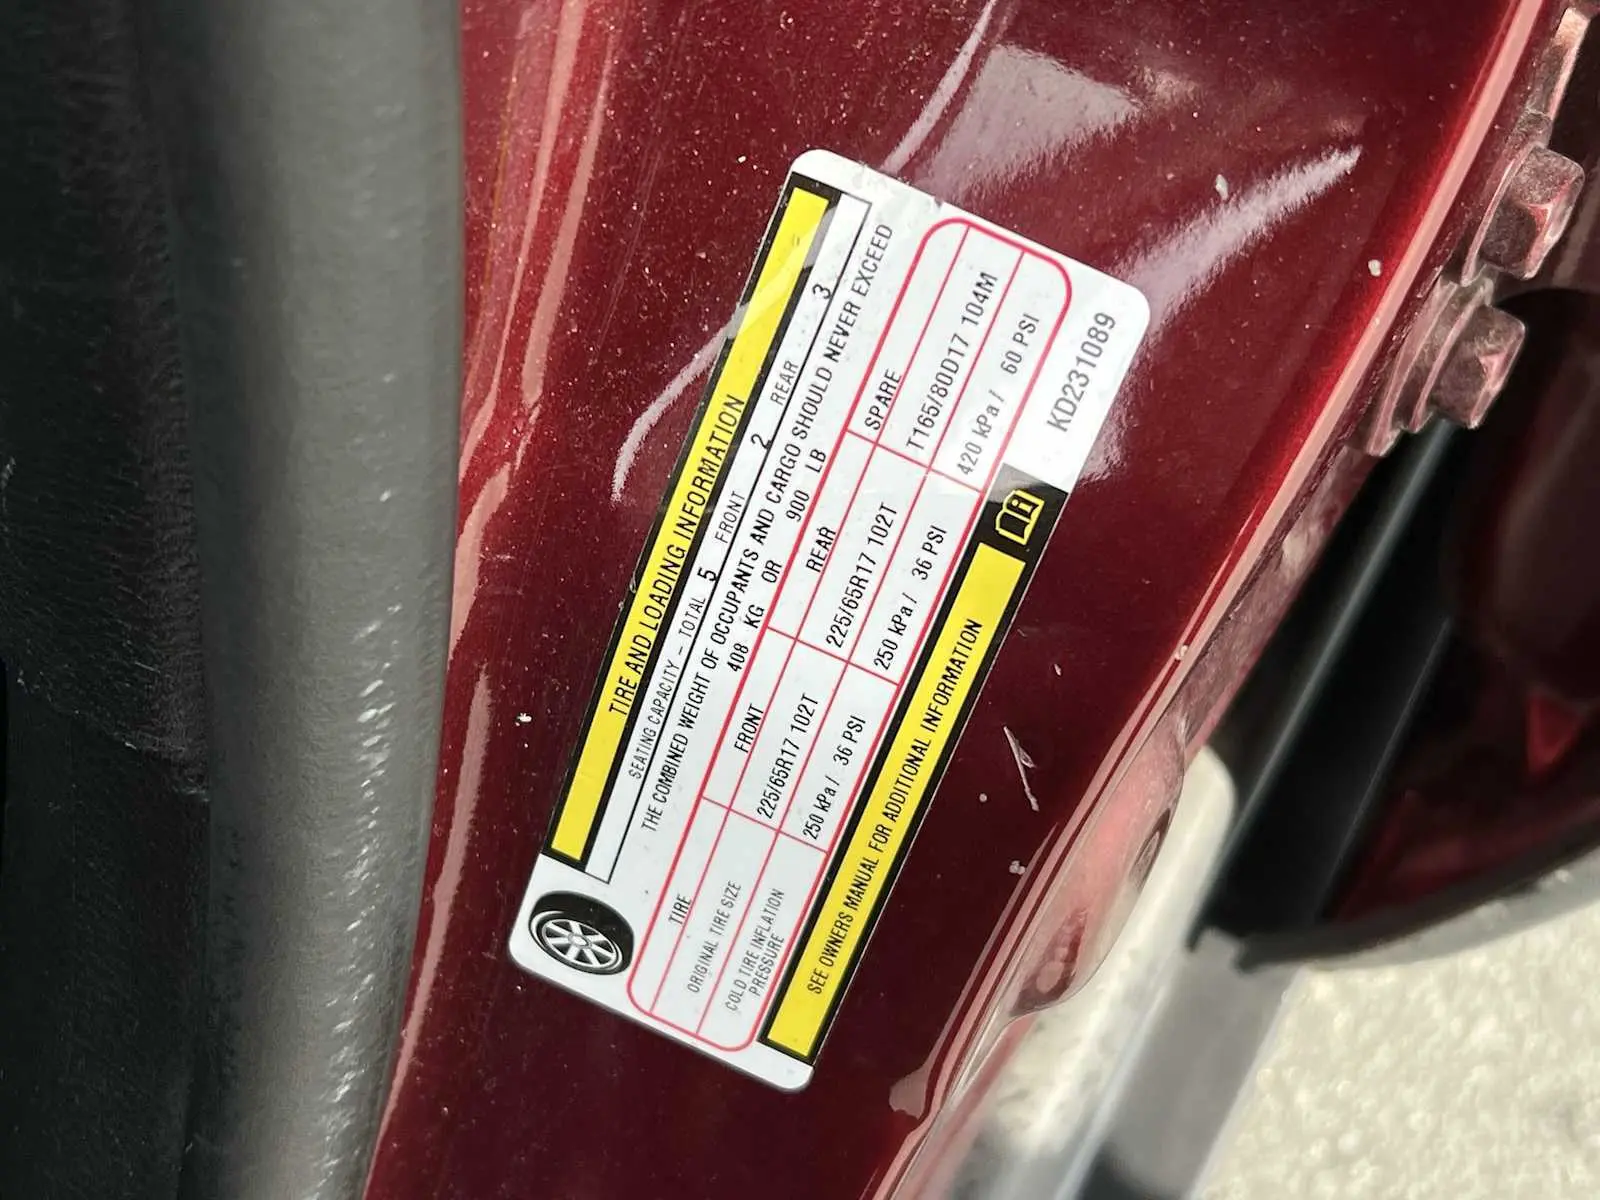 TIRE AND LOADING INFORMATION
SEATING CAPACITY - TOTAL 5 FRONT 2 REAR 3
THE COMBINED WEIGHT OF OCCUPANTS AND CARGO SHOULD NEVER EXCEED
408 KG OR 900 LB
TIRE FRONT REAR SPARE
ORIGINAL TIRE SIZE 225/65R17 102T 225/65R17 102T T165/80D17 104M
COLD TIRE INFLATION PRESSURE 250 kPa / 36 PSI 250 kPa / 36 PSI 420 kPa / 60 PSI
SEE OWNERS MANUAL FOR ADDITIONAL INFORMATION
KD231089